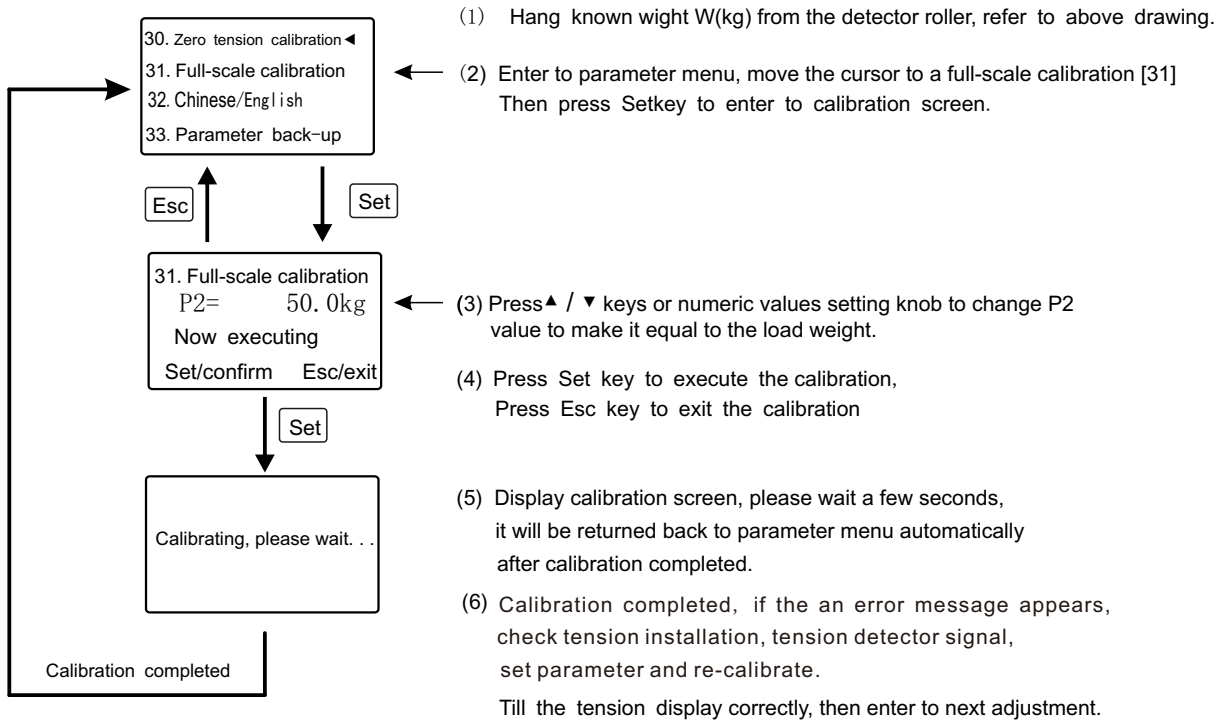 (1) Hang known wight W(kg) from the detector roller, refer to above drawing.
30. Zero tension calibration◀
31. Full-scale calibration
32. Chinese/English
33. Parameter back-up
(2) Enter to parameter menu, move the cursor to a full-scale calibration [31]
Then press Setkey to enter to calibration screen.
Esc
Set
31. Full-scale calibration
P2= 50.0kg
Now executing
Set/confirm Esc/exit
(3) Press▲ / ▼ keys or numeric values setting knob to change P2
value to make it equal to the load weight.
(4) Press Set key to execute the calibration,
Press Esc key to exit the calibration
Set
Calibrating, please wait. . .
(5) Display calibration screen, please wait a few seconds,
it will be returned back to parameter menu automatically
after calibration completed.
(6) Calibration completed, if the an error message appears,
check tension installation, tension detector signal,
set parameter and re-calibrate.
Calibration completed
Till the tension display correctly, then enter to next adjustment.